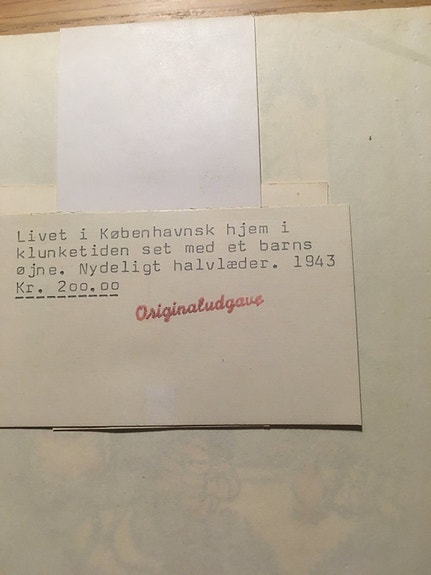 Livet i Københavnsk hjem i
klunketiden set med et barns
øjne. Nydeligt halvlæder. 1943
Kr. 200.00
Originaludgave